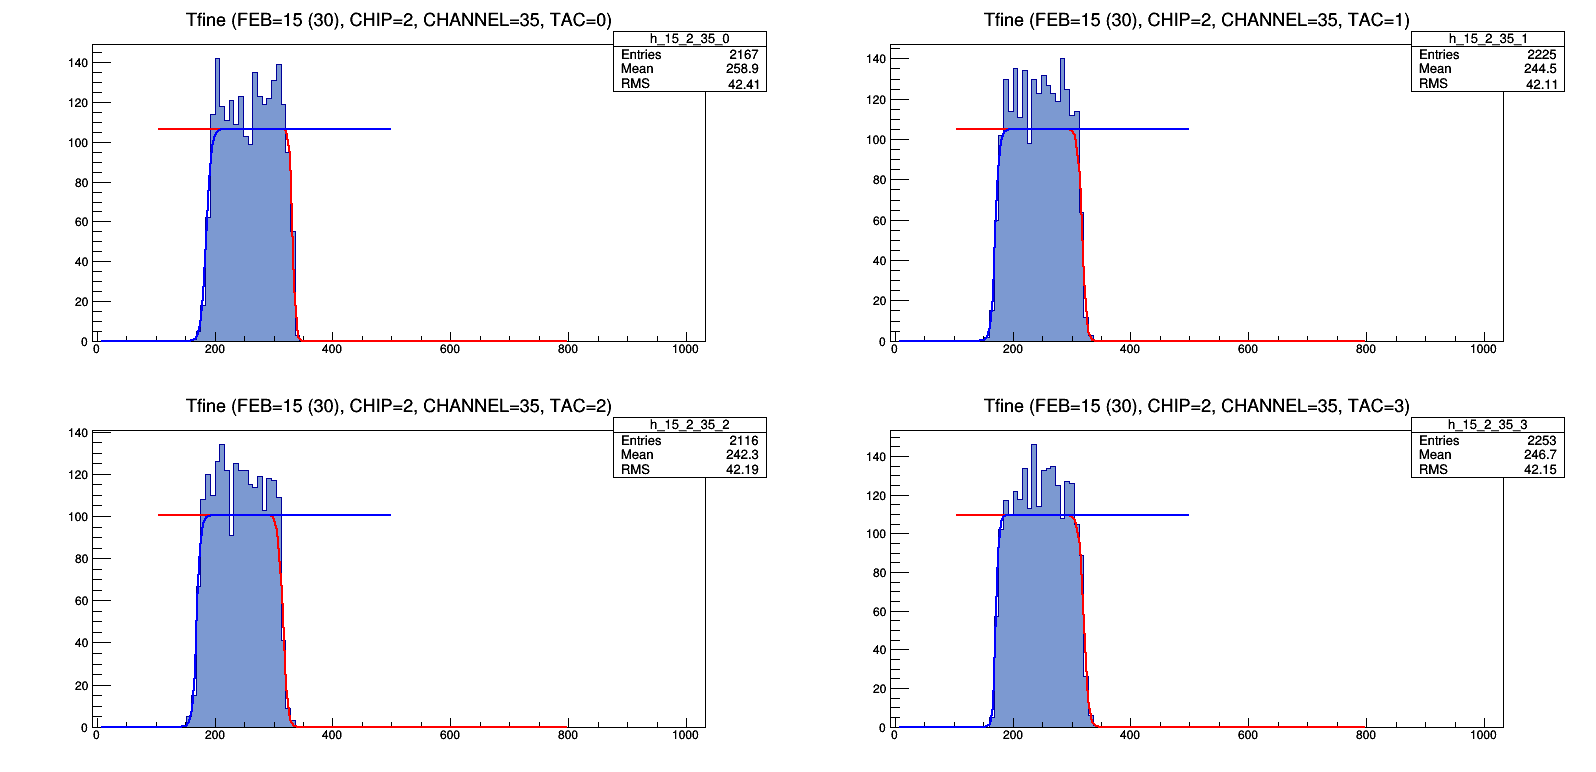 Tfine (FEB=15 (30), CHIP=2, CHANNEL=35, TAC=0)
h_15_2_35_0
Entries 2167
Mean 258.9
RMS 42.41
140
120
100
80
60
40
20
0
0 200 400 600 800 1000
Tfine (FEB=15 (30), CHIP=2, CHANNEL=35, TAC=1)
h_15_2_35_1
Entries 2225
Mean 244.5
RMS 42.11
140
120
100
80
60
40
20
0
0 200 400 600 800 1000
Tfine (FEB=15 (30), CHIP=2, CHANNEL=35, TAC=2)
h_15_2_35_2
Entries 2116
Mean 242.3
RMS 42.19
140
120
100
80
60
40
20
0
0 200 400 600 800 1000
Tfine (FEB=15 (30), CHIP=2, CHANNEL=35, TAC=3)
h_15_2_35_3
Entries 2253
Mean 246.7
RMS 42.15
140
120
100
80
60
40
20
0
0 200 400 600 800 1000